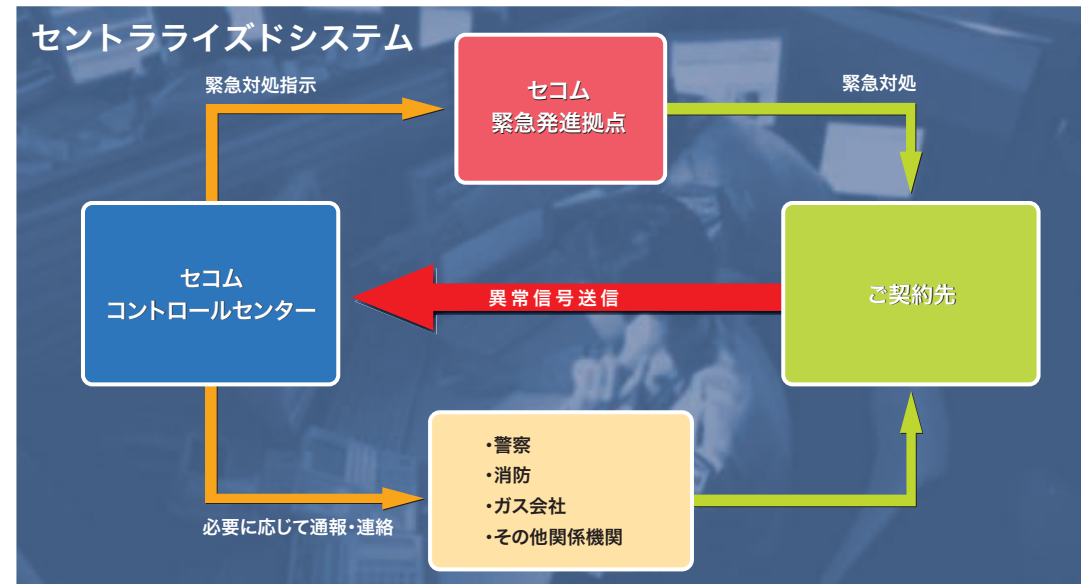 セントラライズドシステム
緊急対処指示
セコム
緊急発進拠点
緊急対処
セコム
コントロールセンター
異常信号送信
ご契約先
・警察
・消防
・ガス会社
・その他関係機関
必要に応じて通報・連絡